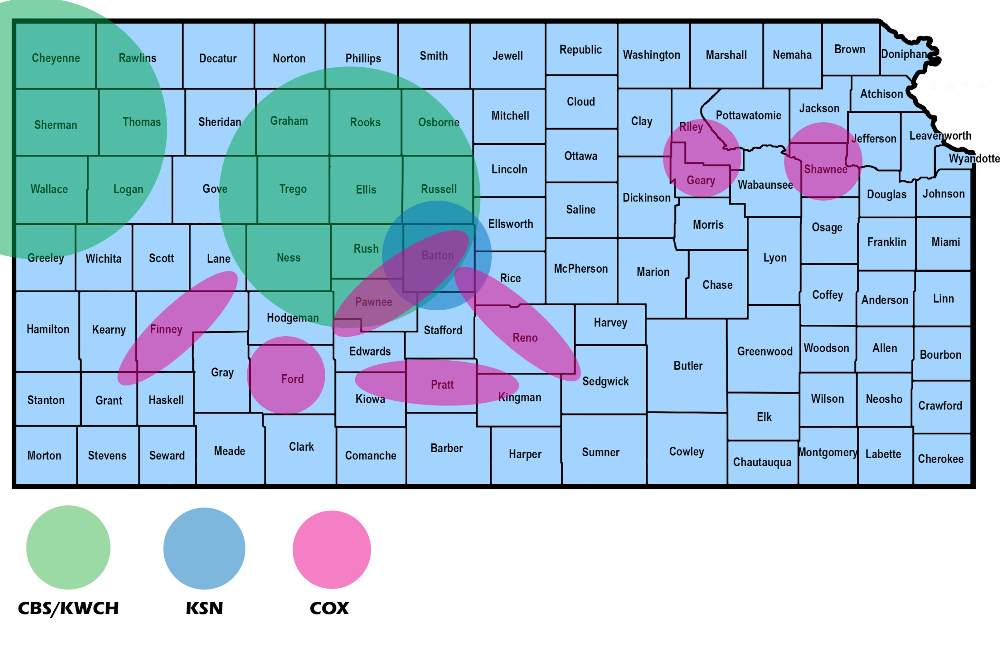 Cheyenne Rawlins Decatur Norton Phillips Smith Jewell Republic Washington Marshall Nemaha Brown Doniphan
Sherman Thomas Sheridan Graham Rooks Osborne Mitchell Cloud Clay Riley Pottawatomie Jackson Atchison
Jefferson Leavenworth Wyandotte
Wallace Logan Gove Trego Ellis Russell Lincoln Ottawa Dickinson Geary Wabaunsee Shawnee Douglas Johnson
Greeley Wichita Scott Lane Ness Rush Barton Ellsworth Saline Morris Osage Franklin Miami
Rice McPherson Marion Chase Lyon Coffey Anderson Linn
Hamilton Kearny Finney Hodgeman Pawnee Stafford Reno Harvey
Edwards Butler Greenwood Woodson Allen Bourbon
Gray Ford Kiowa Pratt Kingman Sedgwick
Stanton Grant Haskell Elk Wilson Neosho Crawford
Morton Stevens Seward Meade Clark Comanche Barber Harper Sumner Cowley Chautauqua Montgomery Labette Cherokee
CBS/KWCH KSN COX